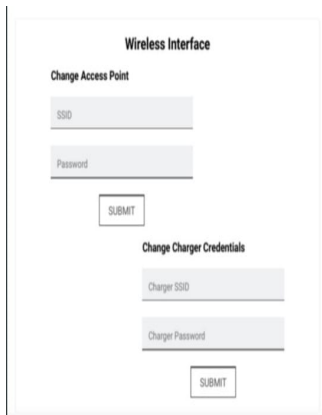 Wireless Interface
Change Access Point
SSID
Password
SUBMIT
Change Charger Credentials
Charger SSID
Charger Password
SUBMIT